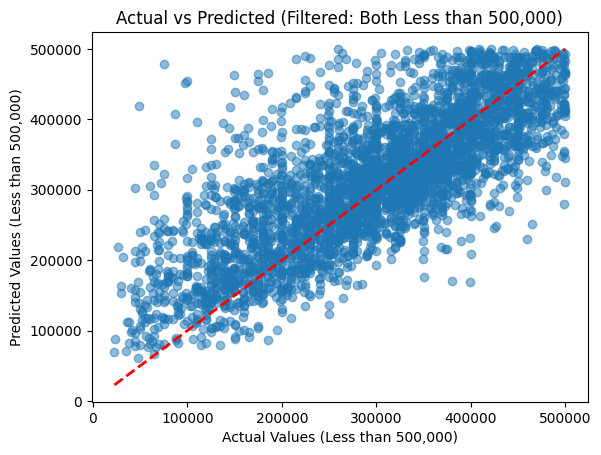 Actual vs Predicted (Filtered: Both Less than 500,000)
500000
400000
300000
200000
100000
0
Predicted Values (Less than 500,000)
0 100000 200000 300000 400000 500000
Actual Values (Less than 500,000)